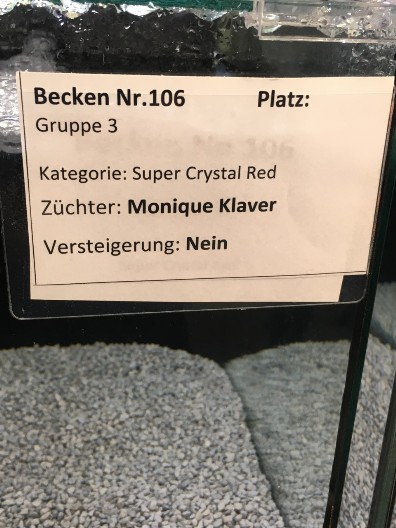 Becken Nr.106 Platz:
Gruppe 3
Kategorie: Super Crystal Red
Züchter: Monique Klaver
Versteigerung: Nein